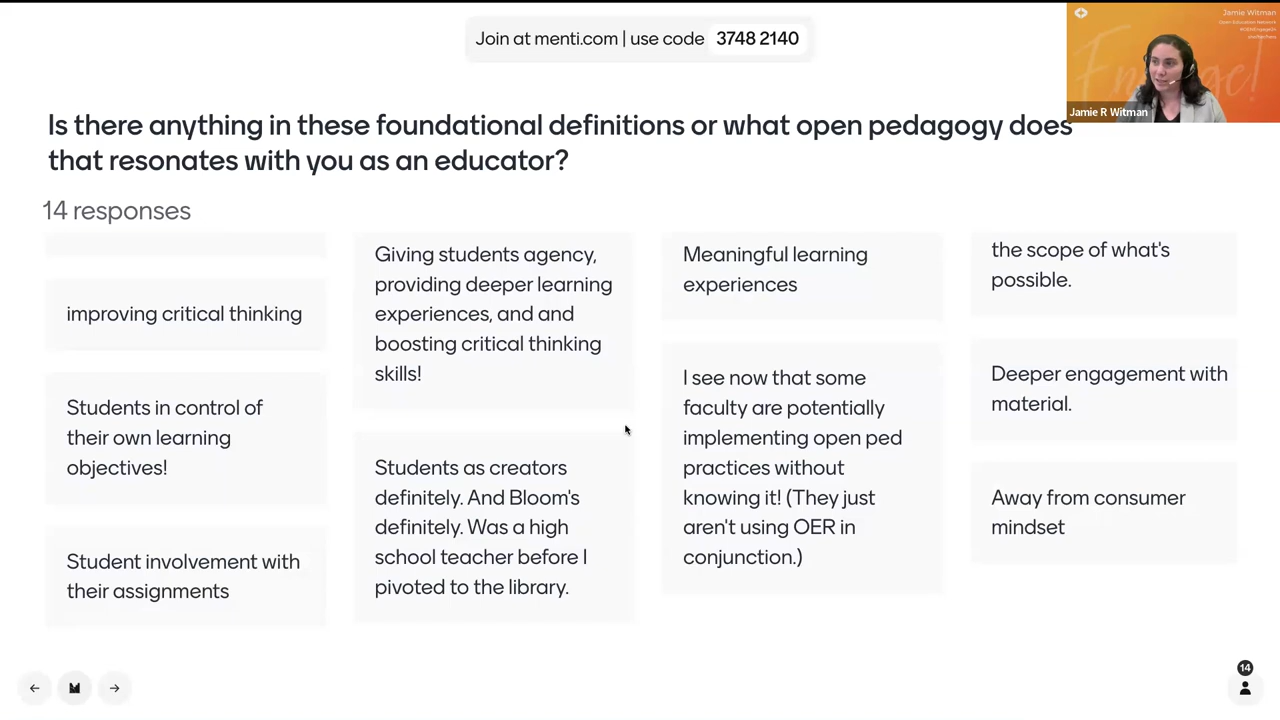 Join at menti.com | use code 3748 2140
Jamie Witman
Open Education Network
Jamie R Witman
Is there anything in these foundational definitions or what open pedagogy does
that resonates with you as an educator?
14 responses
improving critical thinking
Students in control of
their own learning
objectives!
Student involvement with
their assignments
Giving students agency,
providing deeper learning
experiences, and and
boosting critical thinking
skills!
Students as creators
definitely. And Bloom's
definitely. Was a high
school teacher before I
pivoted to the library.
Meaningful learning
experiences
I see now that some
faculty are potentially
implementing open ped
practices without
knowing it! (They just
aren't using OER in
conjunction.)
the scope of what's
possible.
Deeper engagement with
material.
Away from consumer
mindset
14